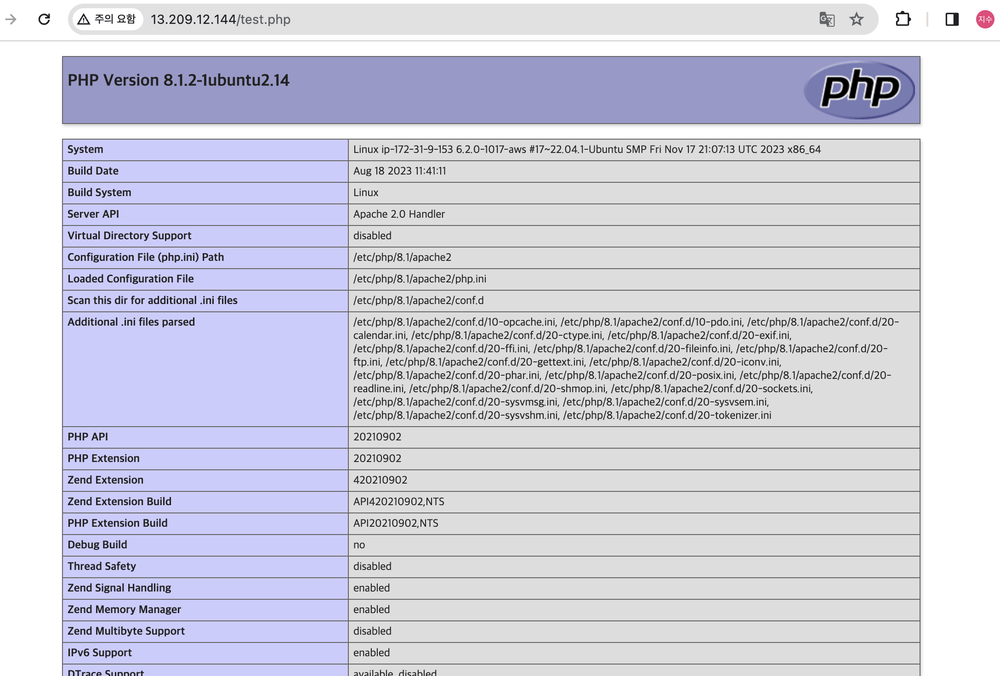 주의 요함 13.209.12.144/test.php
지수
PHP Version 8.1.2-1ubuntu2.14
php
System Linux ip-172-31-9-153 6.2.0-1017-aws #17~22.04.1-Ubuntu SMP Fri Nov 17 21:07:13 UTC 2023 x86_64
Build Date Aug 18 2023 11:41:11
Build System Linux
Server API Apache 2.0 Handler
Virtual Directory Support disabled
Configuration File (php.ini) Path /etc/php/8.1/apache2
Loaded Configuration File /etc/php/8.1/apache2/php.ini
Scan this dir for additional .ini files /etc/php/8.1/apache2/conf.d
Additional .ini files parsed /etc/php/8.1/apache2/conf.d/10-opcache.ini, /etc/php/8.1/apache2/conf.d/10-pdo.ini, /etc/php/8.1/apache2/conf.d/20-
calendar.ini, /etc/php/8.1/apache2/conf.d/20-ctype.ini, /etc/php/8.1/apache2/conf.d/20-exif.ini,
/etc/php/8.1/apache2/conf.d/20-ffi.ini, /etc/php/8.1/apache2/conf.d/20-fileinfo.ini, /etc/php/8.1/apache2/conf.d/20-
ftp.ini, /etc/php/8.1/apache2/conf.d/20-gettext.ini, /etc/php/8.1/apache2/conf.d/20-iconv.ini,
/etc/php/8.1/apache2/conf.d/20-phar.ini, /etc/php/8.1/apache2/conf.d/20-posix.ini, /etc/php/8.1/apache2/conf.d/20-
readline.ini, /etc/php/8.1/apache2/conf.d/20-shmop.ini, /etc/php/8.1/apache2/conf.d/20-sockets.ini,
/etc/php/8.1/apache2/conf.d/20-sysvmsg.ini, /etc/php/8.1/apache2/conf.d/20-sysvsem.ini,
/etc/php/8.1/apache2/conf.d/20-sysvshm.ini, /etc/php/8.1/apache2/conf.d/20-tokenizer.ini
PHP API 20210902
PHP Extension 20210902
Zend Extension 420210902
Zend Extension Build API420210902,NTS
PHP Extension Build API20210902,NTS
Debug Build no
Thread Safety disabled
Zend Signal Handling enabled
Zend Memory Manager enabled
Zend Multibyte Support disabled
IPv6 Support enabled
DTrace Support available, disabled